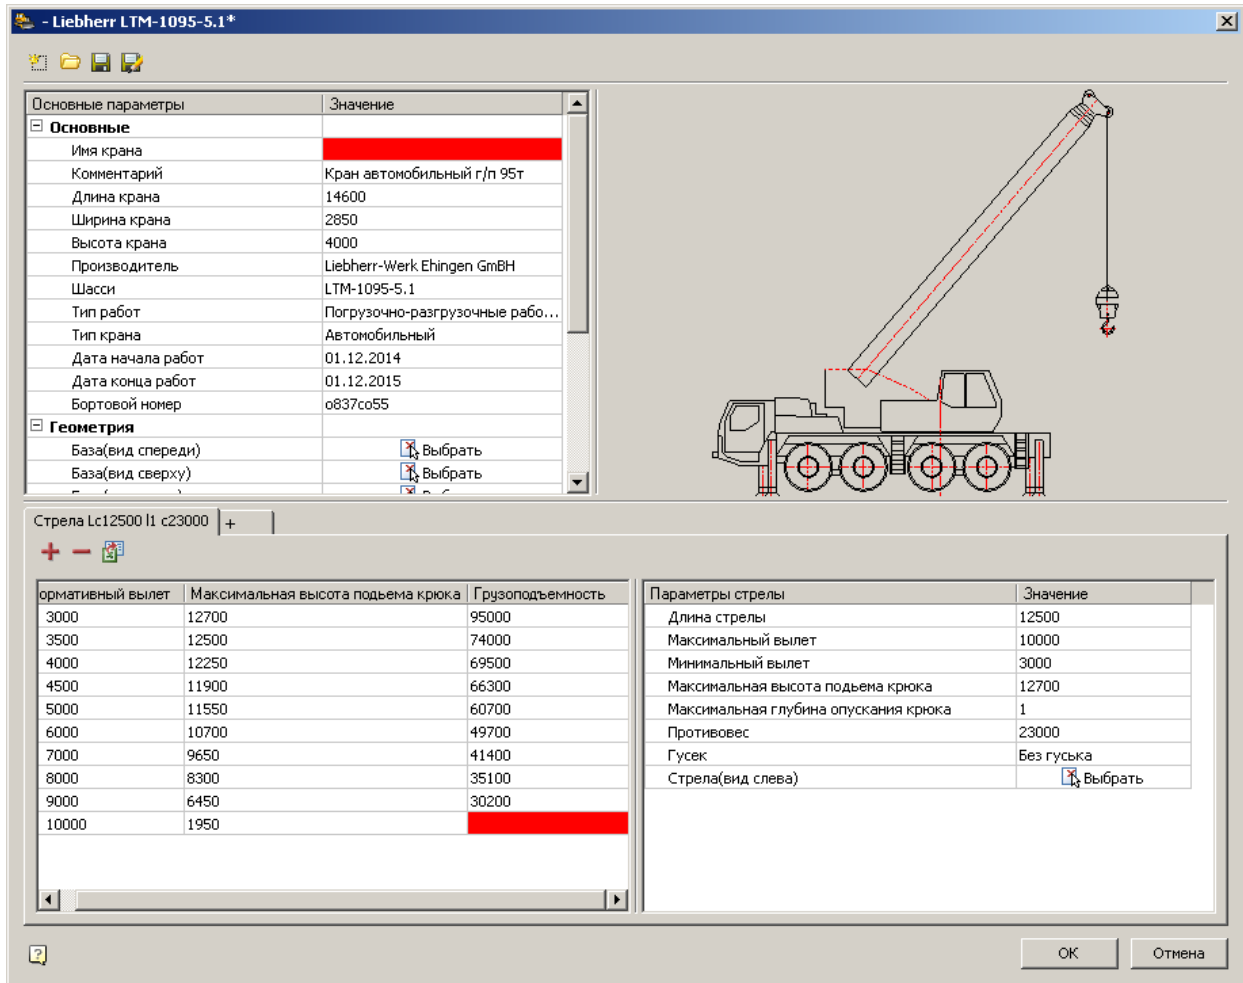 - Liebherr LTM-1095-5.1*
Основные параметры Значение
Основные
Имя крана
Комментарий Кран автомобильный г/п 95т
Длина крана 14600
Ширина крана 2850
Высота крана 4000
Производитель Liebherr-Werk Ehingen GmBH
Шасси LTM-1095-5.1
Тип работ Погрузочно-разгрузочные рабо...
Тип крана Автомобильный
Дата начала работ 01.12.2014
Дата конца работ 01.12.2015
Бортовой номер о837со55
Геометрия
База(вид спереди) Выбрать
База(вид сверху) Выбрать
Стрела Lc12500 l1 c23000 +
ормативный вылет Максимальная высота подьема крюка Грузоподъемность
3000 12700 95000
3500 12500 74000
4000 12250 69500
4500 11900 66300
5000 11550 60700
6000 10700 49700
7000 9650 41400
8000 8300 35100
9000 6450 30200
10000 1950
Параметры стрелы Значение
Длина стрелы 12500
Максимальный вылет 10000
Минимальный вылет 3000
Максимальная высота подьема крюка 12700
Максимальная глубина опускания крюка 1
Противовес 23000
Гусек Без гуська
Стрела(вид слева) Выбрать
OK Отмена